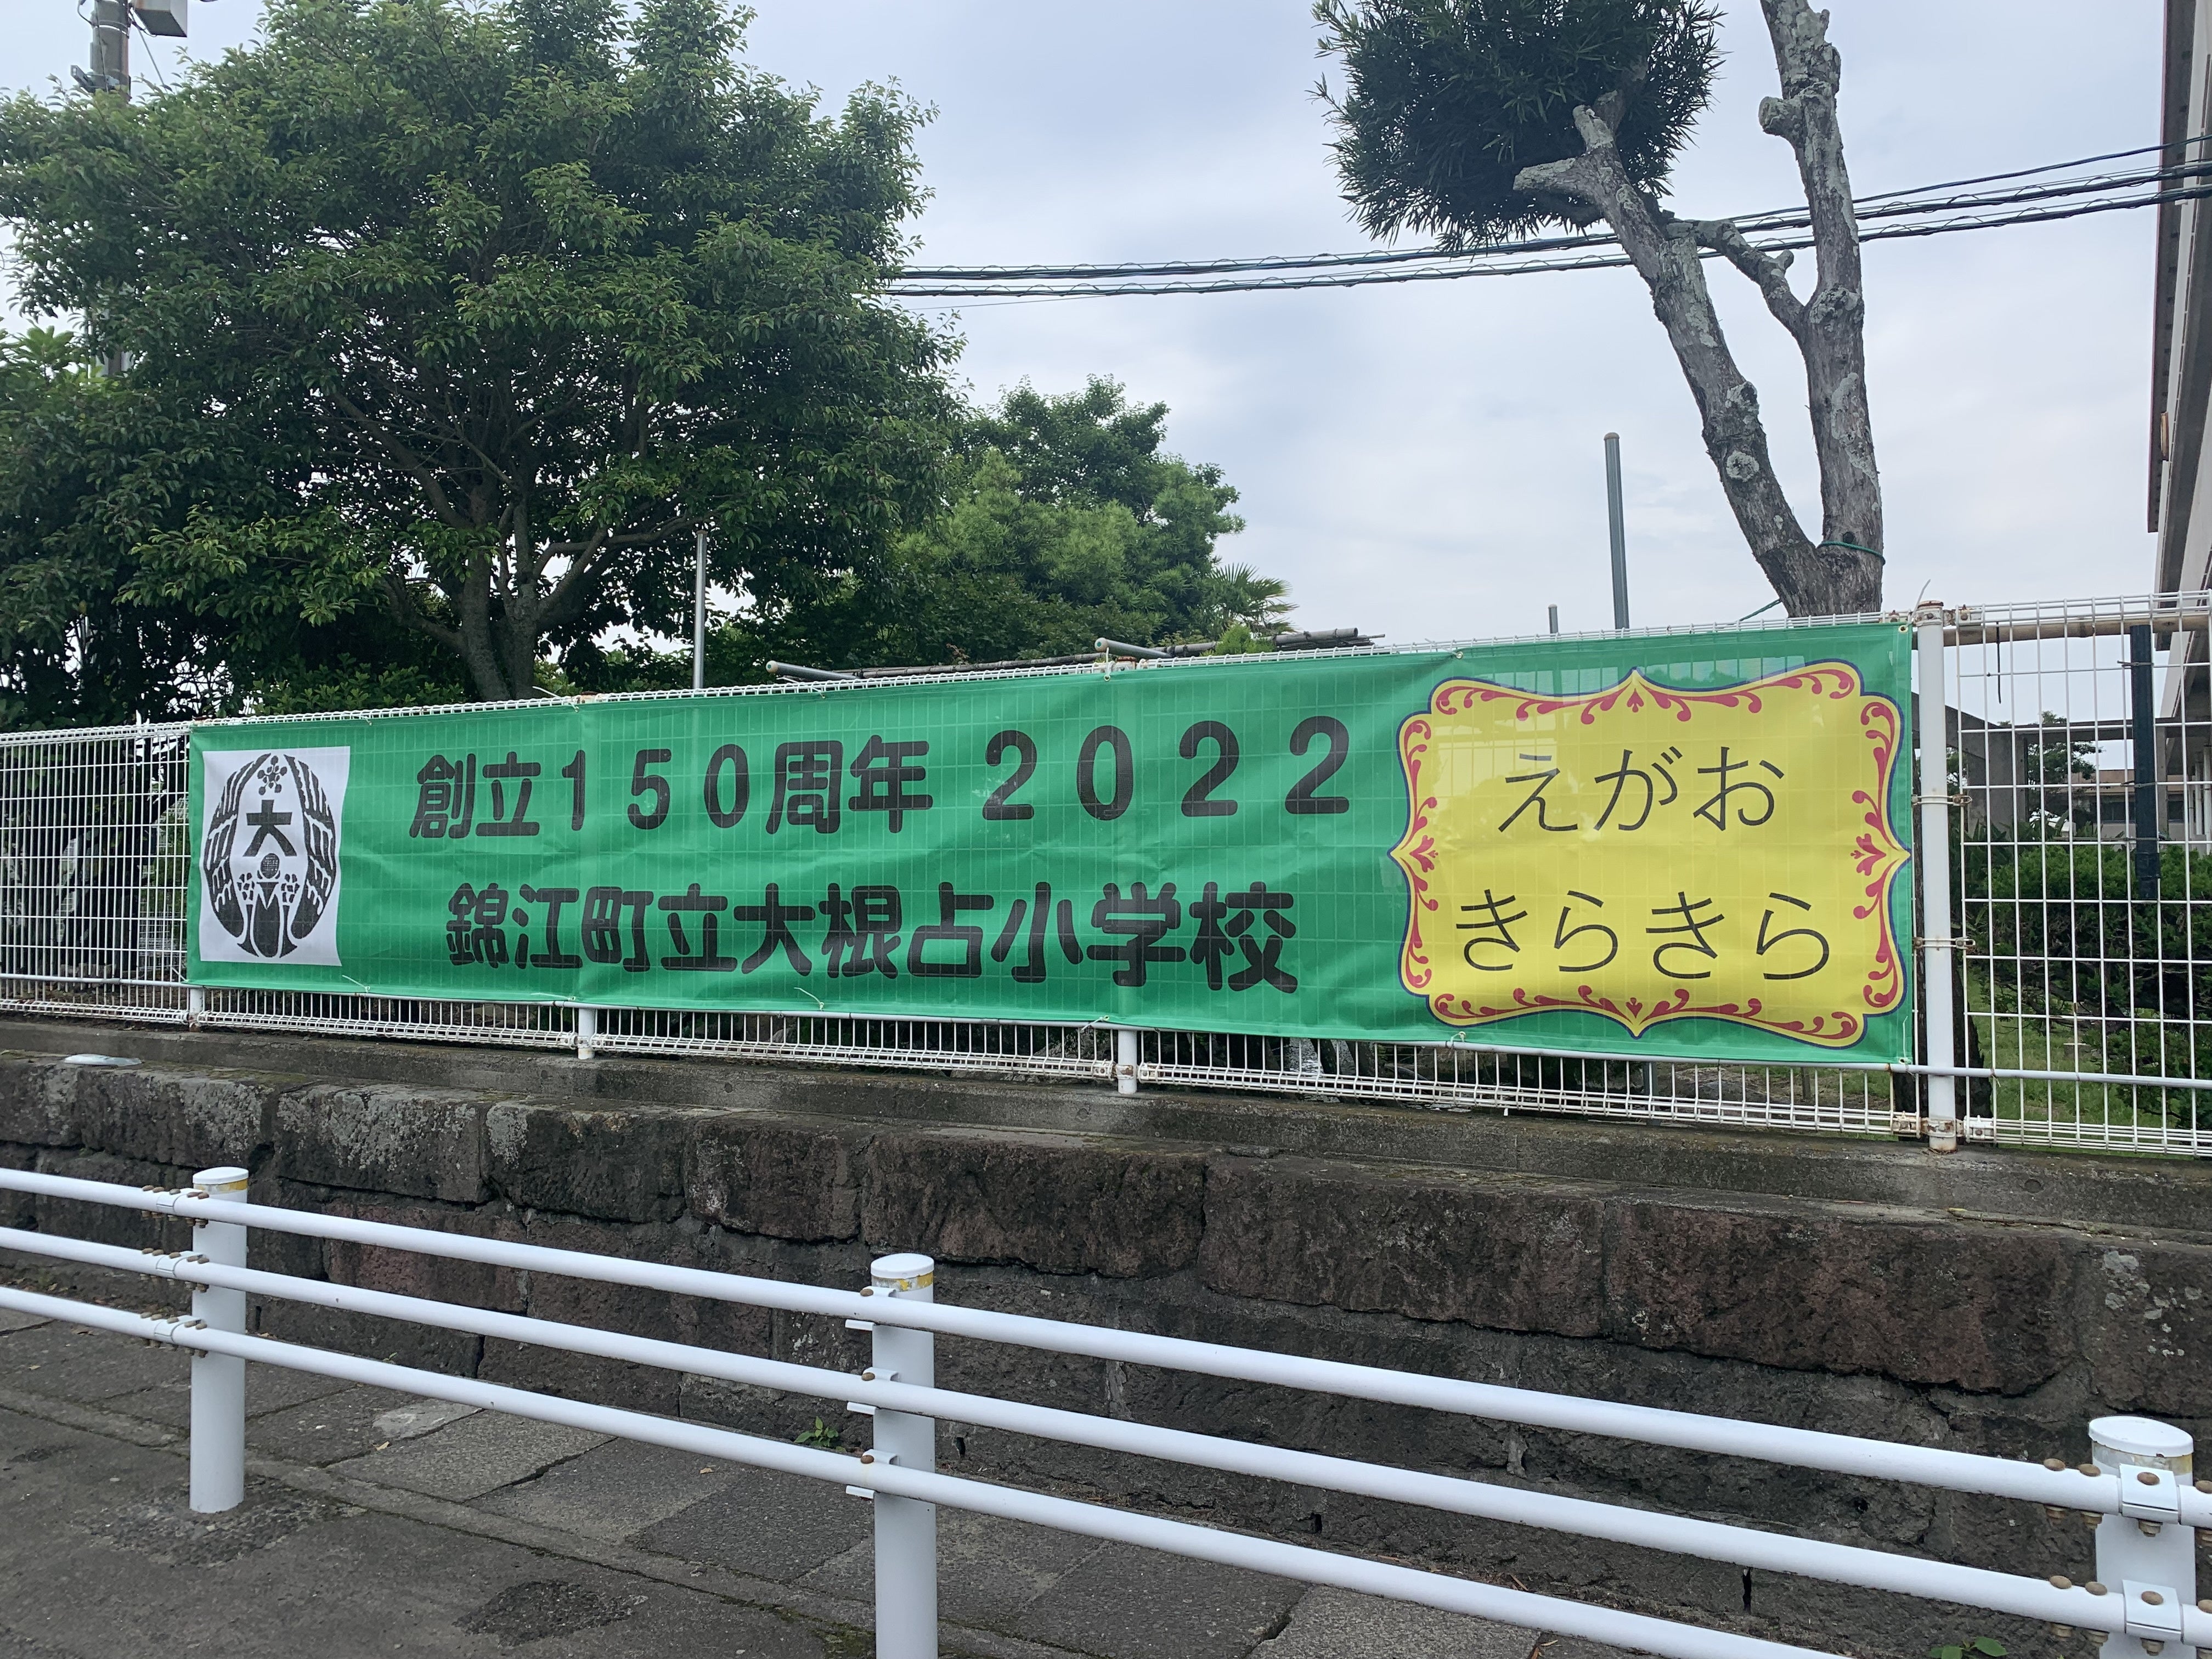 大
創立150周年 2022
錦江町立大根占小学校
えがお
きらきら